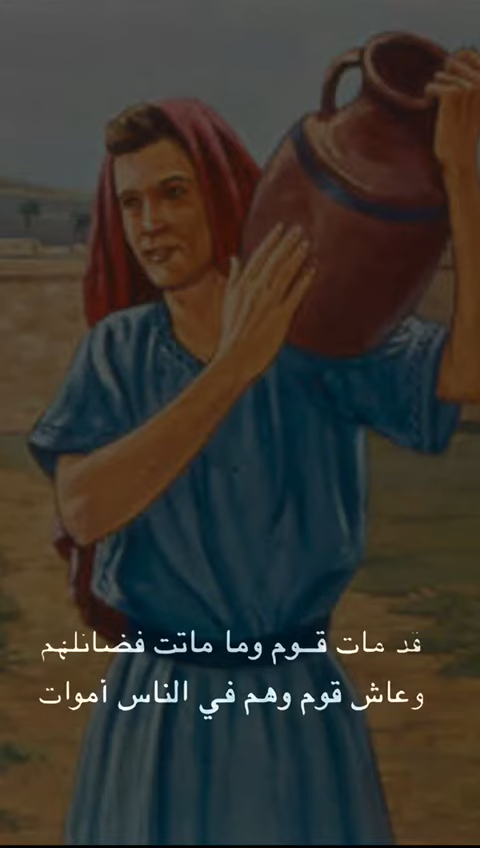 قد مات قوم وما ماتت فضائلهم
وعاش قوم وهم في الناس أموات